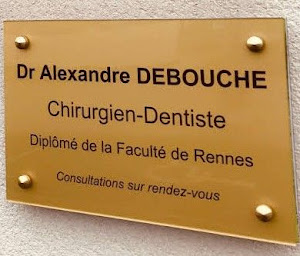 Dr Alexandre DEBOUCHE
Chirurgien-Dentiste
Diplômé de la Faculté de Rennes
Consultations sur rendez-vous